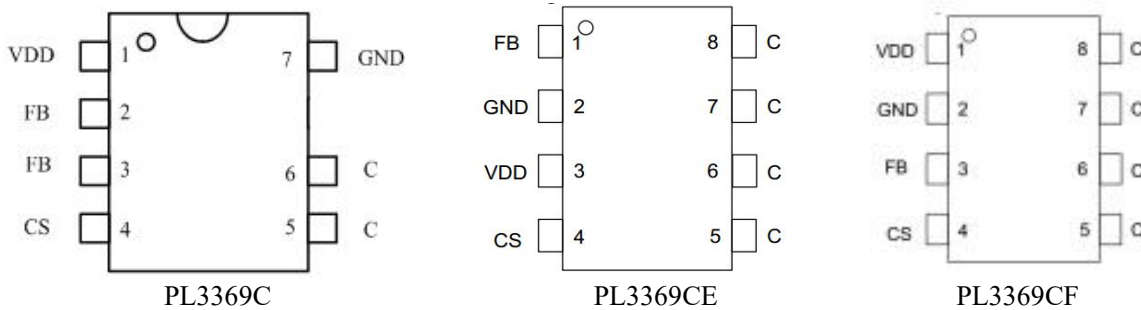 VDD 1 7 GND
FB 2
FB 3 6 C
CS 4 5 C
PL3369C
FB 1 8 C
GND 2 7 C
VDD 3 6 C
CS 4 5 C
PL3369CE
VDD 1 8 C
GND 2 7 C
FB 3 6 C
CS 4 5 C
PL3369CF